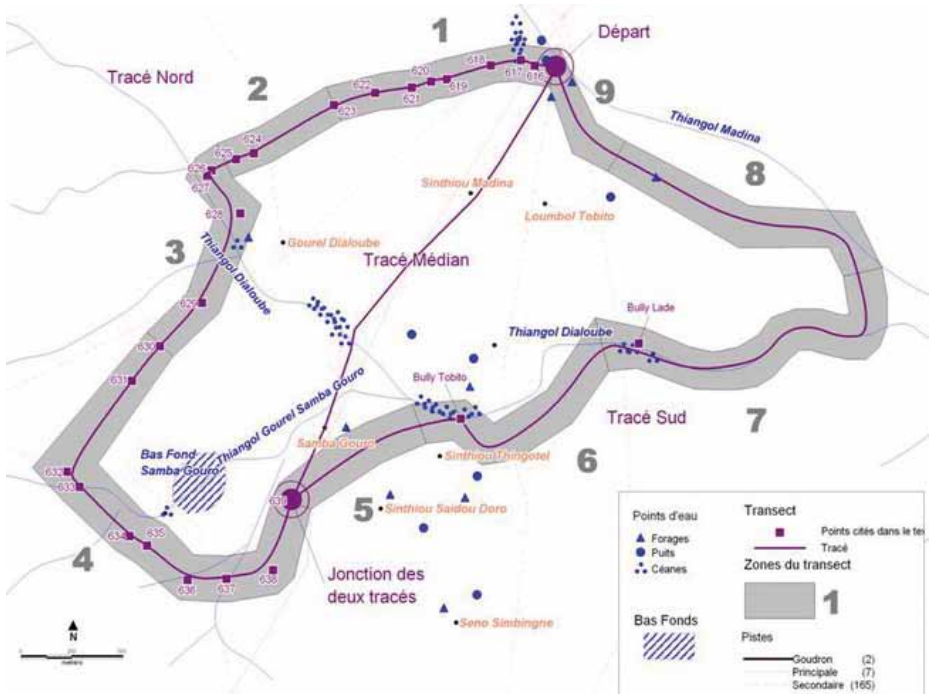 1
Départ
Tracé Nord
2
618
617
616
620
619
622
621
623
9
Thiangol Madina
624
625
626
627
8
Sinthiou Madina
Loumbol Tobito
628
Gourel Dialoube
3
Tracé Médian
Thiangol Dialoube
629
Thiangol Dialoube
Bully Lade
630
631
Bully Tobito
Tracé Sud
7
Thiangol Gourel Samba Gouro
Samba Gouro
Bas Fond
Samba Gouro
6
Sinthiou Thingotel
632
633
5
Sinthiou Saidou Doro
634
635
4
636
637
638
Jonction des
deux tracés
Seno Simbingne
N
meters
Points d'eau
Forages
Puits
Céanes
Bas Fonds
Transect
Points cités dans le te
Tracé
Zones du transect
1
Pistes
Goudron (2)
Principale (7)
Secondaire (165)